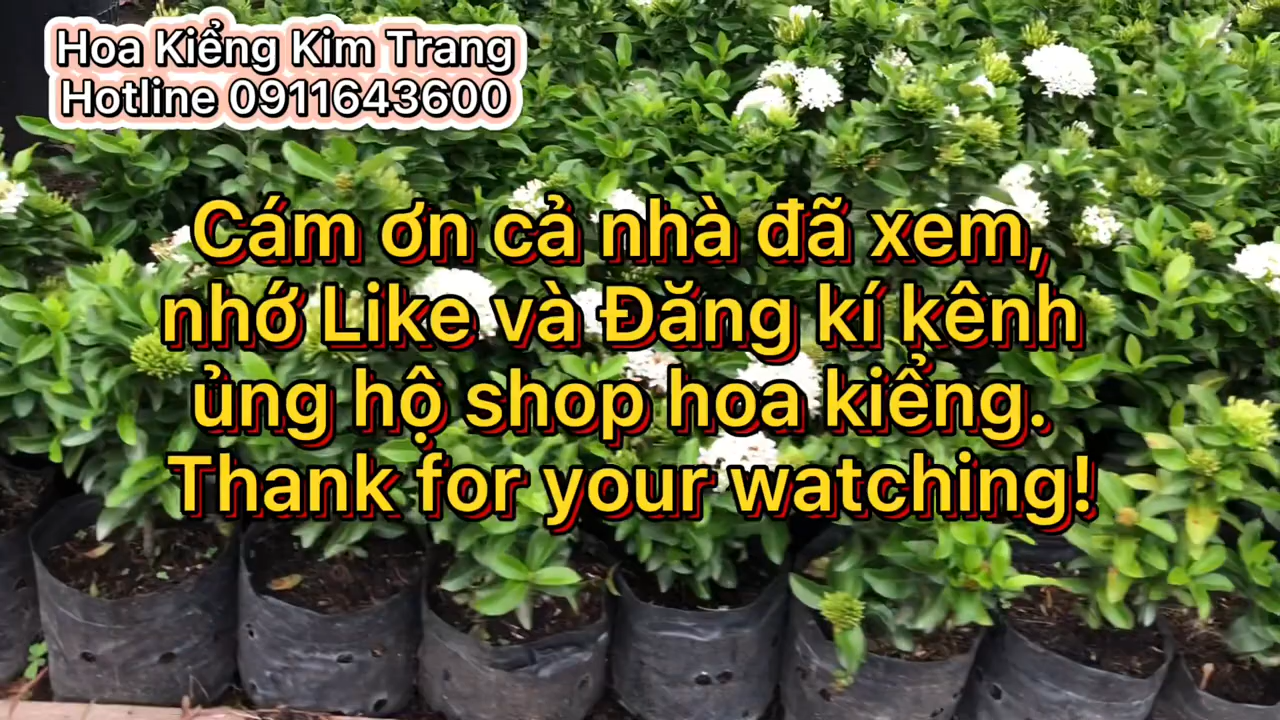 Hoa Kiểng Kim Trang
Hotline 0911643600
Cám ơn cả nhà đã xem,
nhớ Like và Đăng kí kênh
ủng hộ shop hoa kiểng.
Thank for your watching!